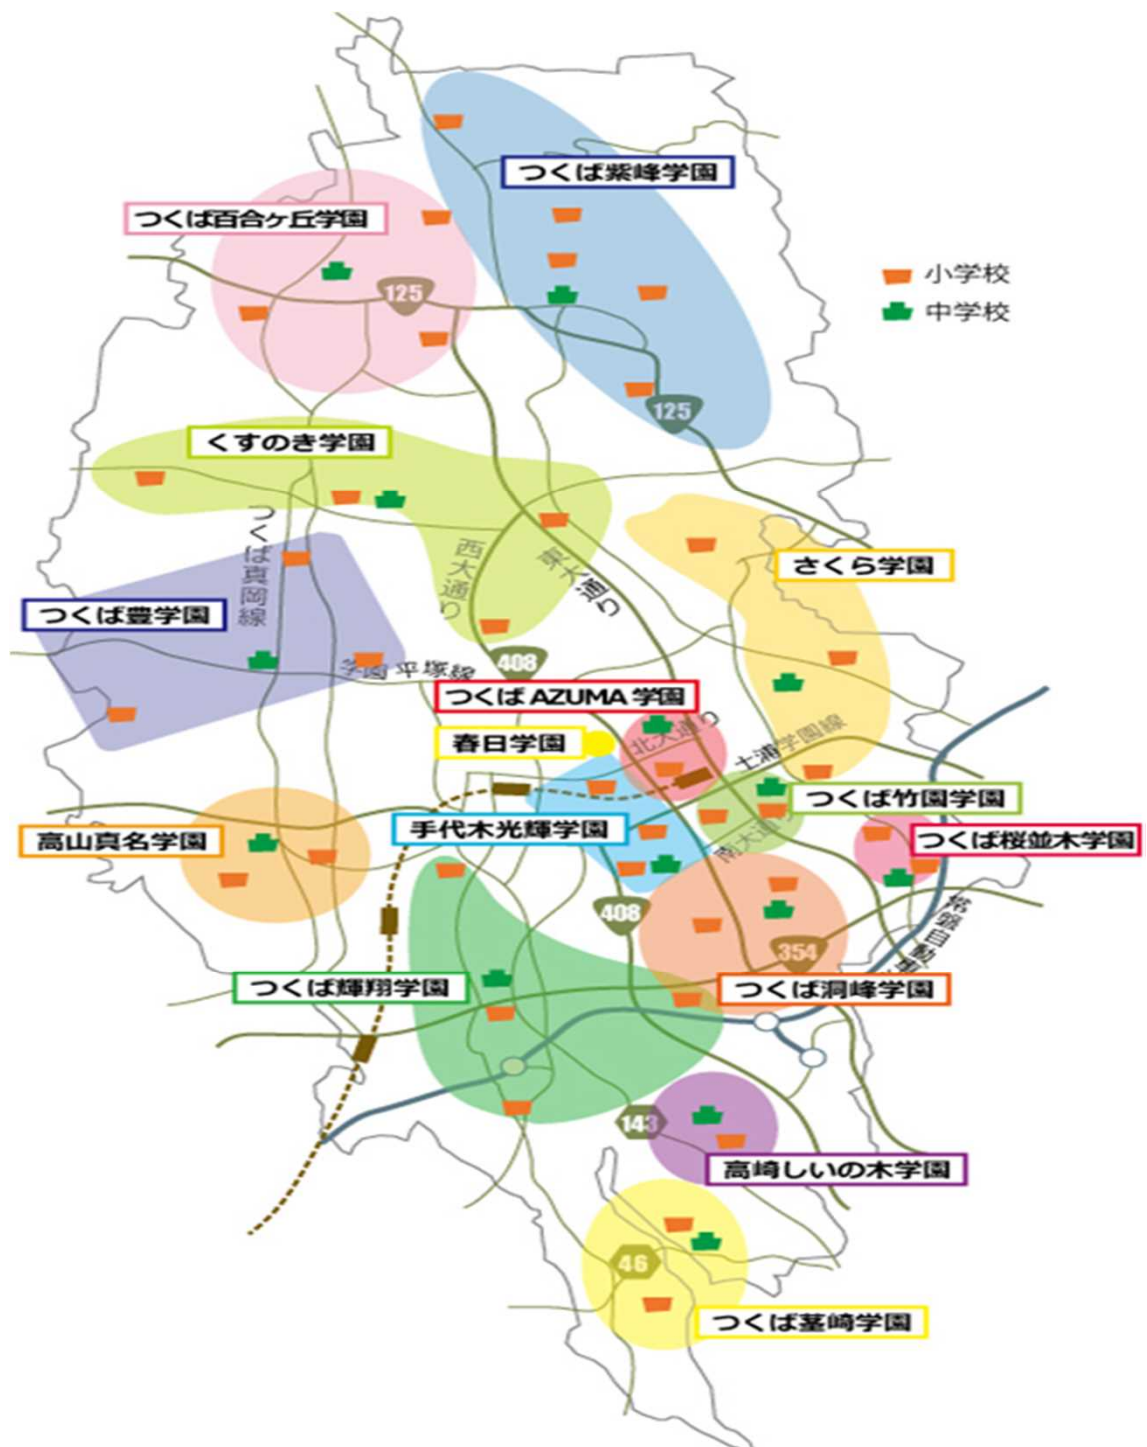 つくば紫峰学園
つくば百合ヶ丘学園
小学校
125
中学校
125
くすのき学園
つくば真岡線
西大通り
東大通り
さくら学園
つくば豊学園
学園平塚線
408
つくばAZUMA学園
北大通り
春日学園
土浦学園線
つくば竹園学園
手代木光輝学園
高山真名学園
南大通り
つくば桜並木学園
408
354
常磐自動車
つくば輝翔学園
つくば洞峰学園
143
高崎しいの木学園
46
つくば茎崎学園